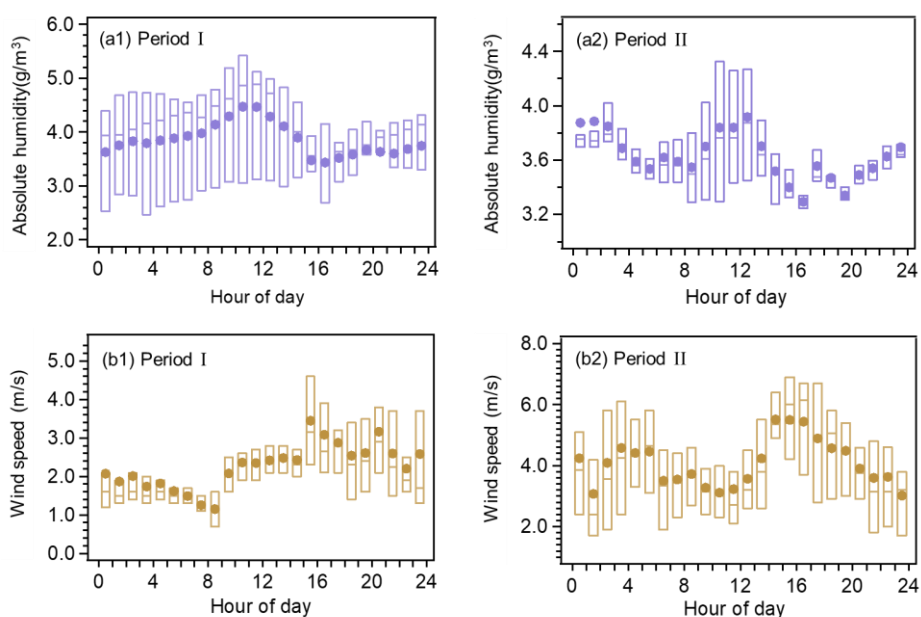 (a1) Period I
Absolute humidity(g/m³)
6.0
5.0
4.0
3.0
2.0
0 4 8 12 16 20 24
Hour of day
(a2) Period II
Absolute humidity(g/m³)
4.4
4.0
3.6
3.2
0 4 8 12 16 20 24
Hour of day
(b1) Period I
Wind speed (m/s)
5.0
4.0
3.0
2.0
1.0
0.0
0 4 8 12 16 20 24
Hour of day
(b2) Period II
Wind speed (m/s)
8.0
6.0
4.0
2.0
0 4 8 12 16 20 24
Hour of day